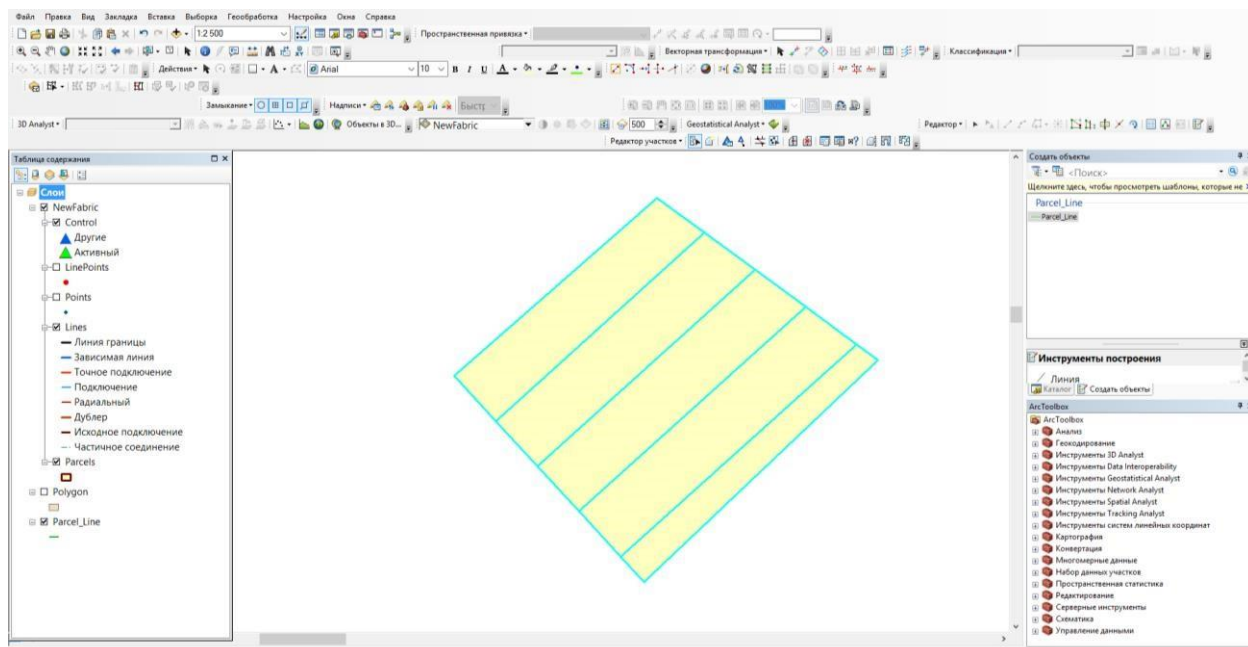 Файл Правка Вид Закладка Вставка Выборка Геообработка Настройка Окна Справка
1:2 500
Пространственная привязка
Векторная трансформация
Классификация
Действия
A
Arial
10
B I U A
Замыкание
Надписи
3D Analyst
Объекты в 3D...
NewFabric
500
Geostatistical Analyst
Редактор
Редактор участков
Таблица содержания
Слои
NewFabric
Control
Другие
Активный
LinePoints
Points
Lines
Линия границы
Зависимая линия
Точное подключение
Подключение
Радиальный
Дублер
Исходное подключение
Частичное соединение
Parcels
Polygon
Parcel_Line
Создать объекты
<Поиск>
Щелкните здесь, чтобы просмотреть шаблоны, которые не
Parcel_Line
Parcel_Line
Инструменты построения
Линия
Каталог Создать объекты
ArcToolbox
ArcToolbox
Анализ
Геокодирование
Инструменты 3D Analyst
Инструменты Data Interoperability
Инструменты Geostatistical Analyst
Инструменты Network Analyst
Инструменты Spatial Analyst
Инструменты Tracking Analyst
Инструменты систем линейных координат
Картография
Конвертация
Многомерные данные
Набор данных участков
Пространственная статистика
Редактирование
Серверные инструменты
Схематика
Управление данными